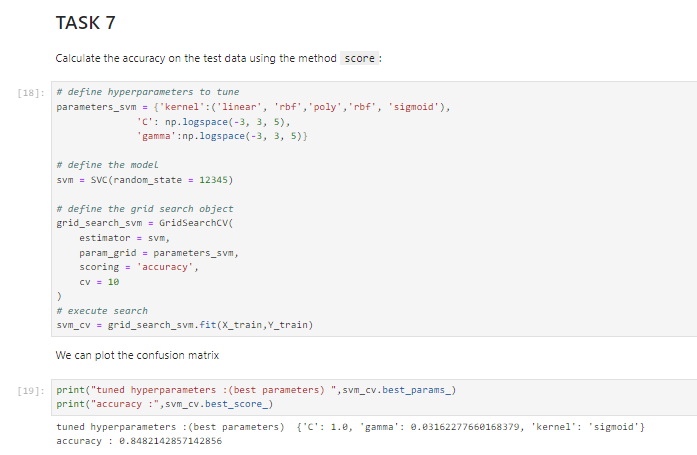 TASK 7
Calculate the accuracy on the test data using the method score :
[18]: # define hyperparameters to tune
parameters_svm = {'kernel':('linear', 'rbf','poly','rbf', 'sigmoid'),
'C': np.logspace(-3, 3, 5),
'gamma':np.logspace(-3, 3, 5)}
# define the model
svm = SVC(random_state = 12345)
# define the grid search object
grid_search_svm = GridSearchCV(
estimator = svm,
param_grid = parameters_svm,
scoring = 'accuracy',
cv = 10
)
# execute search
svm_cv = grid_search_svm.fit(X_train,Y_train)
We can plot the confusion matrix
[19]: print("tuned hyperparameters :(best parameters) ",svm_cv.best_params_)
print("accuracy :",svm_cv.best_score_)
tuned hyperparameters :(best parameters)  {'C': 1.0, 'gamma': 0.03162277660168379, 'kernel': 'sigmoid'}
accuracy : 0.8482142857142856